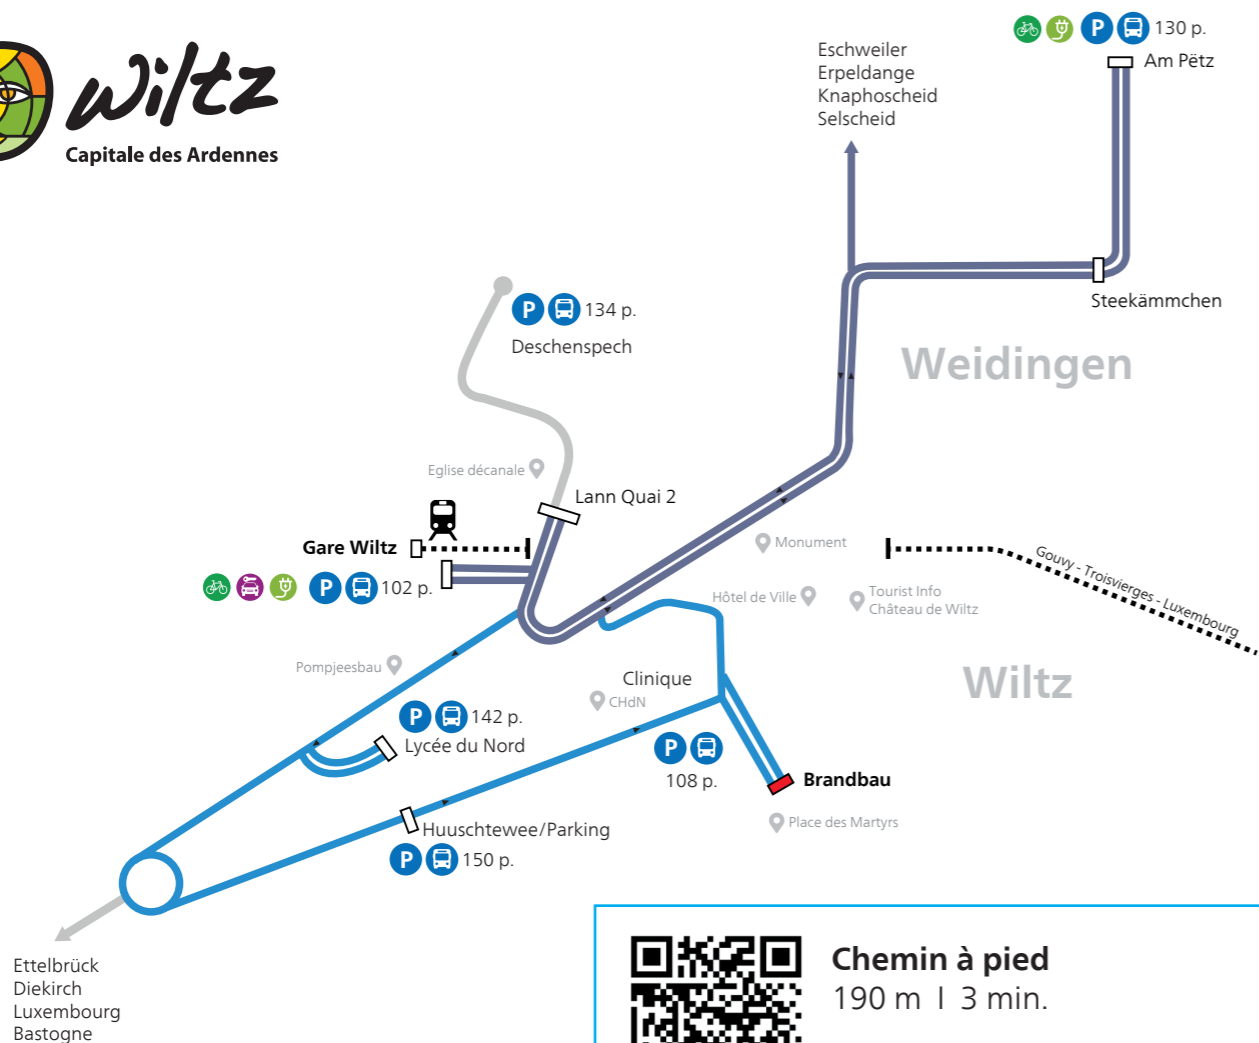 wiltz
Capitale des Ardennes
P 130 p.
Am Pëtz
Eschweiler
Erpeldange
Knaphoscheid
Selscheid
Steekämmchen
P 134 p.
Deschenspech
Weidingen
Eglise décanale
Lann Quai 2
Gare Wiltz
P 102 p.
Monument
Hôtel de Ville
Tourist Info
Château de Wiltz
Gouvy - Troisvierges - Luxembourg
Pompjeesbau
Clinique
CHdN
Wiltz
P 142 p.
Lycée du Nord
P
108 p.
Brandbau
Place des Martyrs
Huuschtewee/Parking
P 150 p.
Ettelbrück
Diekirch
Luxembourg
Bastogne
Chemin à pied
190 m I 3 min.